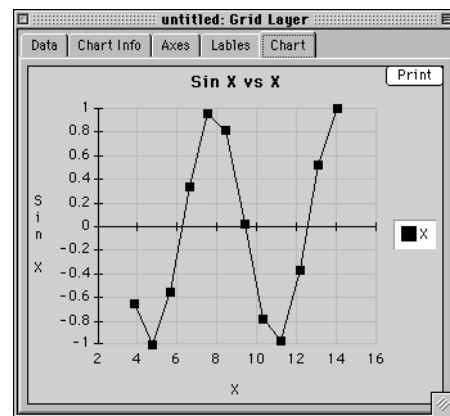 untitled: Grid Layer
Data Chart Info Axes Lables Chart
Print
Sin X vs X
1
0.8
0.6
0.4
0.2
0
-0.2
-0.4
-0.6
-0.8
-1
Sin X
2 4 6 8 10 12 14 16
X
X